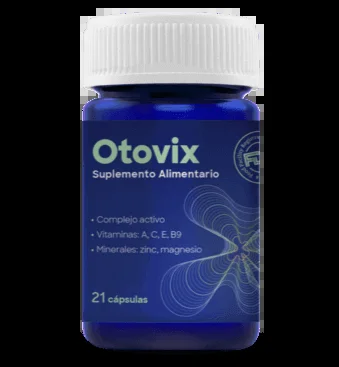 Otovix
Suplemento Alimentario
• Complejo activo
• Vitaminas: A, C, E, B9
• Minerales: zinc, magnesio
21 cápsulas